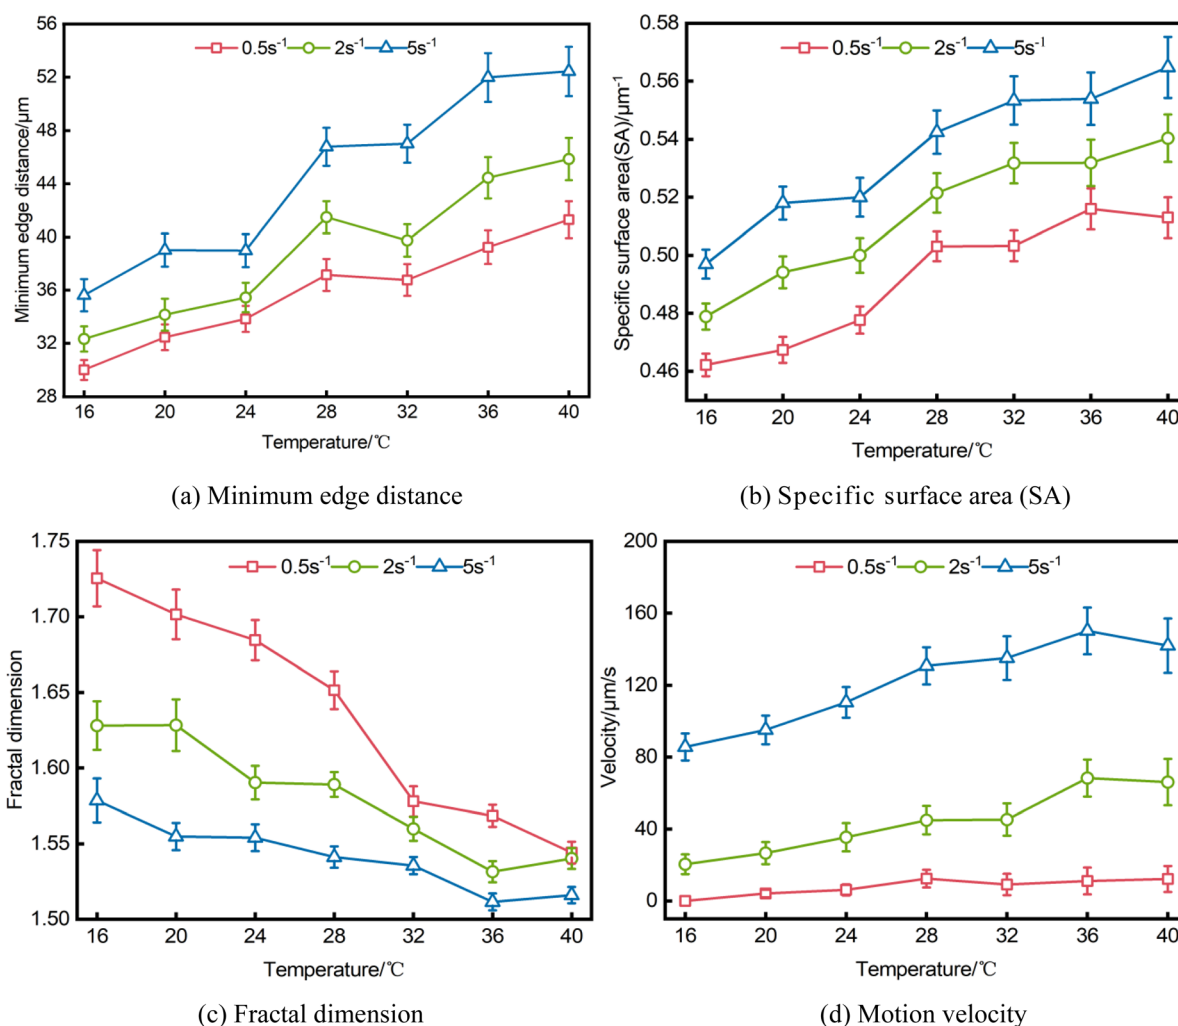 56
52
48
44
40
36
32
28
Minimum edge distance/μm
0.5s⁻¹ 2s⁻¹ 5s⁻¹
16 20 24 28 32 36 40
Temperature/℃
(a) Minimum edge distance
0.58
0.56
0.54
0.52
0.50
0.48
0.46
Specific surface area(SA)/μm⁻¹
0.5s⁻¹ 2s⁻¹ 5s⁻¹
16 20 24 28 32 36 40
Temperature/℃
(b) Specific surface area (SA)
1.75
1.70
1.65
1.60
1.55
1.50
Fractal dimension
0.5s⁻¹ 2s⁻¹ 5s⁻¹
16 20 24 28 32 36 40
Temperature/℃
(c) Fractal dimension
200
160
120
80
40
0
Velocity/μm/s
0.5s⁻¹ 2s⁻¹ 5s⁻¹
16 20 24 28 32 36 40
Temperature/℃
(d) Motion velocity